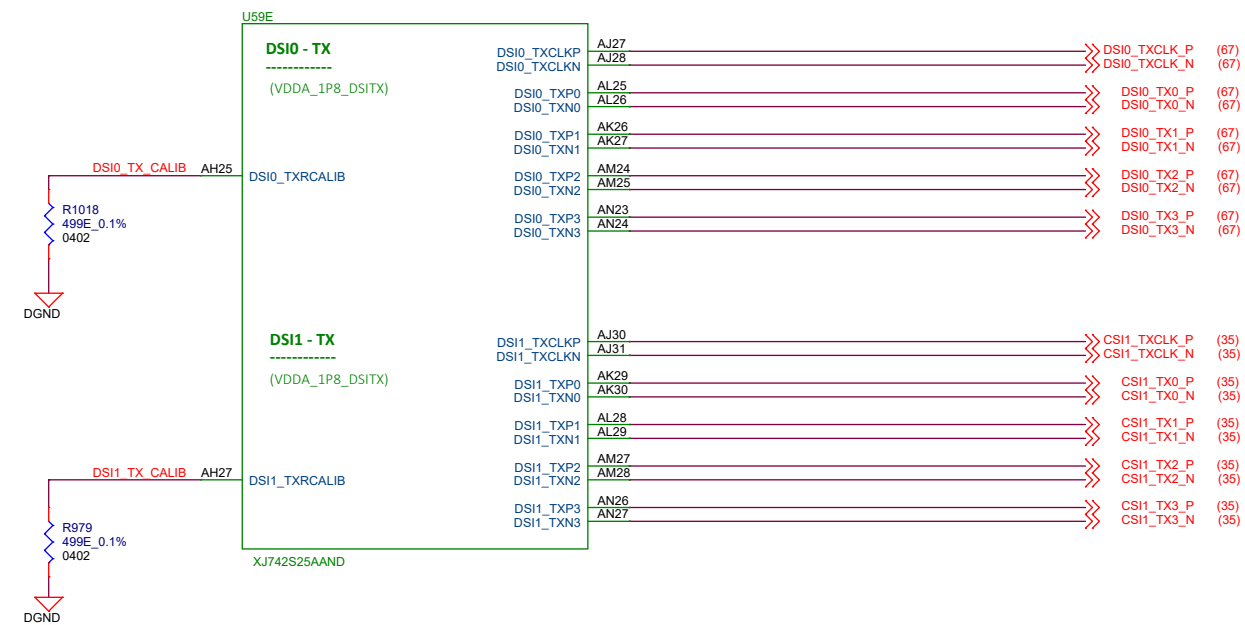 U59E
DSI0 - TX
------------
(VDDA_1P8_DSITX)
DSI0_TXCLKP AJ27 DSI0_TXCLK_P (67)
DSI0_TXCLKN AJ28 DSI0_TXCLK_N (67)
DSI0_TXP0 AL25 DSI0_TX0_P (67)
DSI0_TXN0 AL26 DSI0_TX0_N (67)
DSI0_TXP1 AK26 DSI0_TX1_P (67)
DSI0_TXN1 AK27 DSI0_TX1_N (67)
DSI0_TX_CALIB AH25 DSI0_TXRCALIB
DSI0_TXP2 AM24 DSI0_TX2_P (67)
DSI0_TXN2 AM25 DSI0_TX2_N (67)
R1018
499E_0.1%
0402
DSI0_TXP3 AN23 DSI0_TX3_P (67)
DSI0_TXN3 AN24 DSI0_TX3_N (67)
DGND
DSI1 - TX
------------
(VDDA_1P8_DSITX)
DSI1_TXCLKP AJ30 CSI1_TXCLK_P (35)
DSI1_TXCLKN AJ31 CSI1_TXCLK_N (35)
DSI1_TXP0 AK29 CSI1_TX0_P (35)
DSI1_TXN0 AK30 CSI1_TX0_N (35)
DSI1_TXP1 AL28 CSI1_TX1_P (35)
DSI1_TXN1 AL29 CSI1_TX1_N (35)
DSI1_TX_CALIB AH27 DSI1_TXRCALIB
DSI1_TXP2 AM27 CSI1_TX2_P (35)
DSI1_TXN2 AM28 CSI1_TX2_N (35)
DSI1_TXP3 AN26 CSI1_TX3_P (35)
DSI1_TXN3 AN27 CSI1_TX3_N (35)
R979
499E_0.1%
0402
XJ742S25AAND
DGND